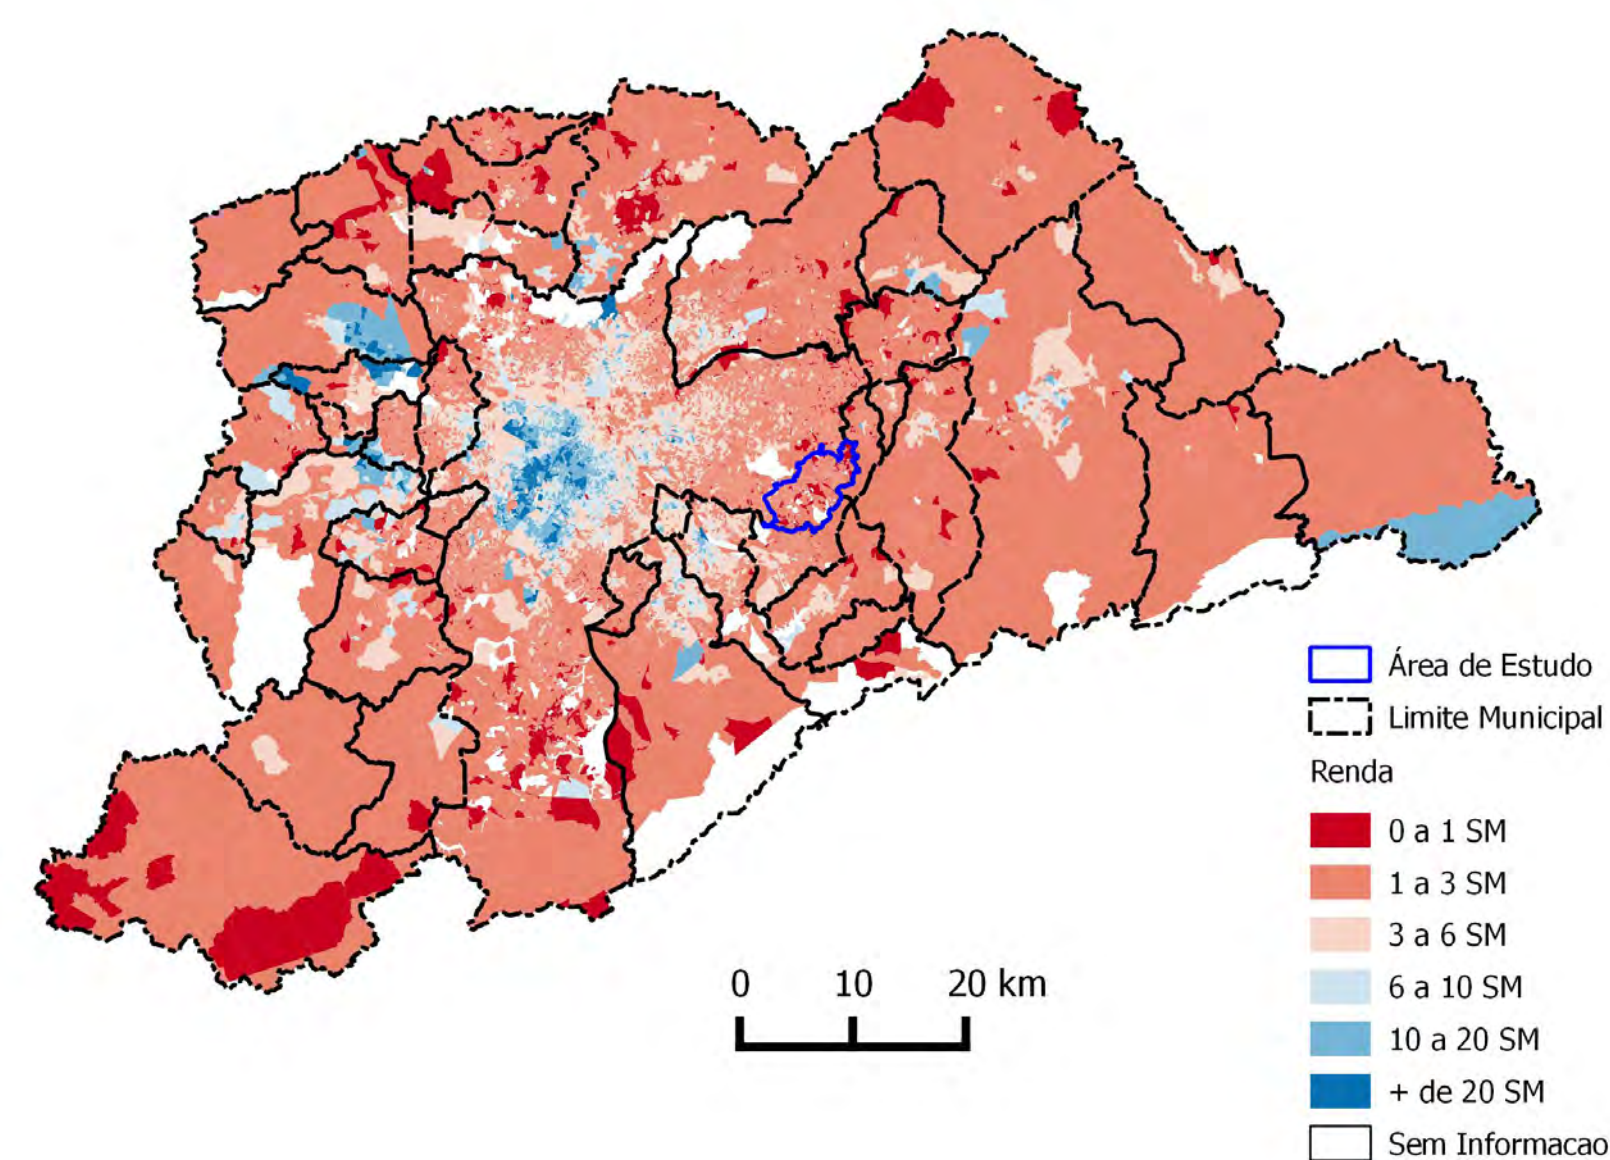 Área de Estudo
Limite Municipal
Renda
0 a 1 SM
1 a 3 SM
3 a 6 SM
6 a 10 SM
10 a 20 SM
+ de 20 SM
Sem Informacao
0 10 20 km